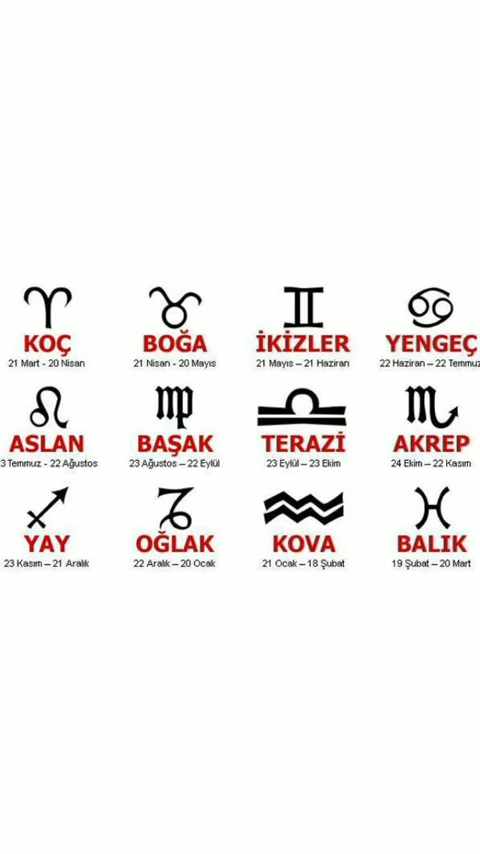 KOÇ BOĞA İKİZLER YENGEÇ
21 Mart - 20 Nisan 21 Nisan - 20 Mayıs 21 Mayıs – 21 Haziran 22 Haziran – 22 Temmuz
ASLAN BAŞAK TERAZİ AKREP
3 Temmuz - 22 Ağustos 23 Ağustos – 22 Eylül 23 Eylül – 23 Ekim 24 Ekim – 22 Kasım
YAY OĞLAK KOVA BALIK
23 Kasım – 21 Aralık 22 Aralık – 20 Ocak 21 Ocak – 18 Şubat 19 Şubat – 20 Mart